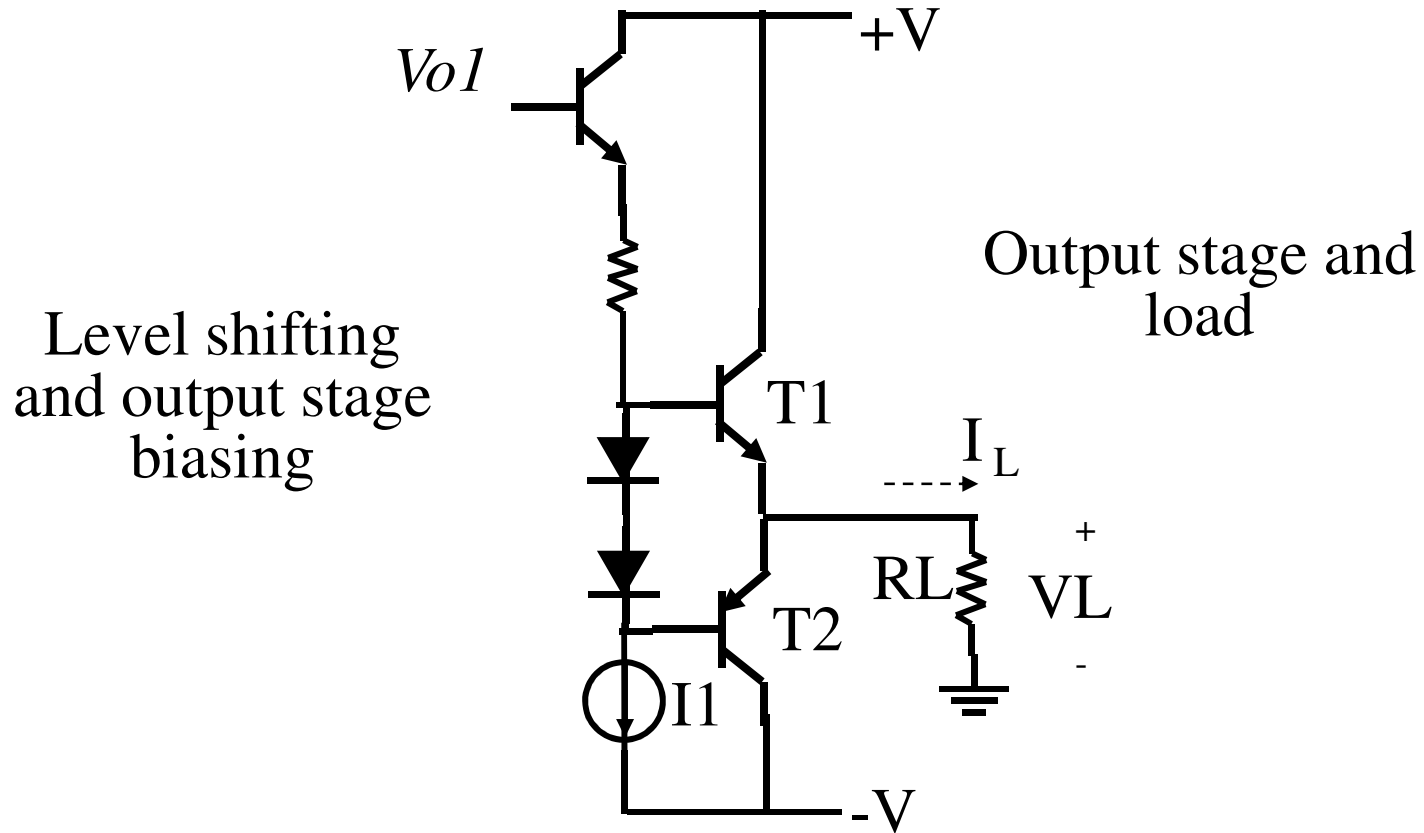 +V
Vo1
Output stage and
load
Level shifting
and output stage
biasing
T1
I L
+
RL
VL
T2
-
I1
-V